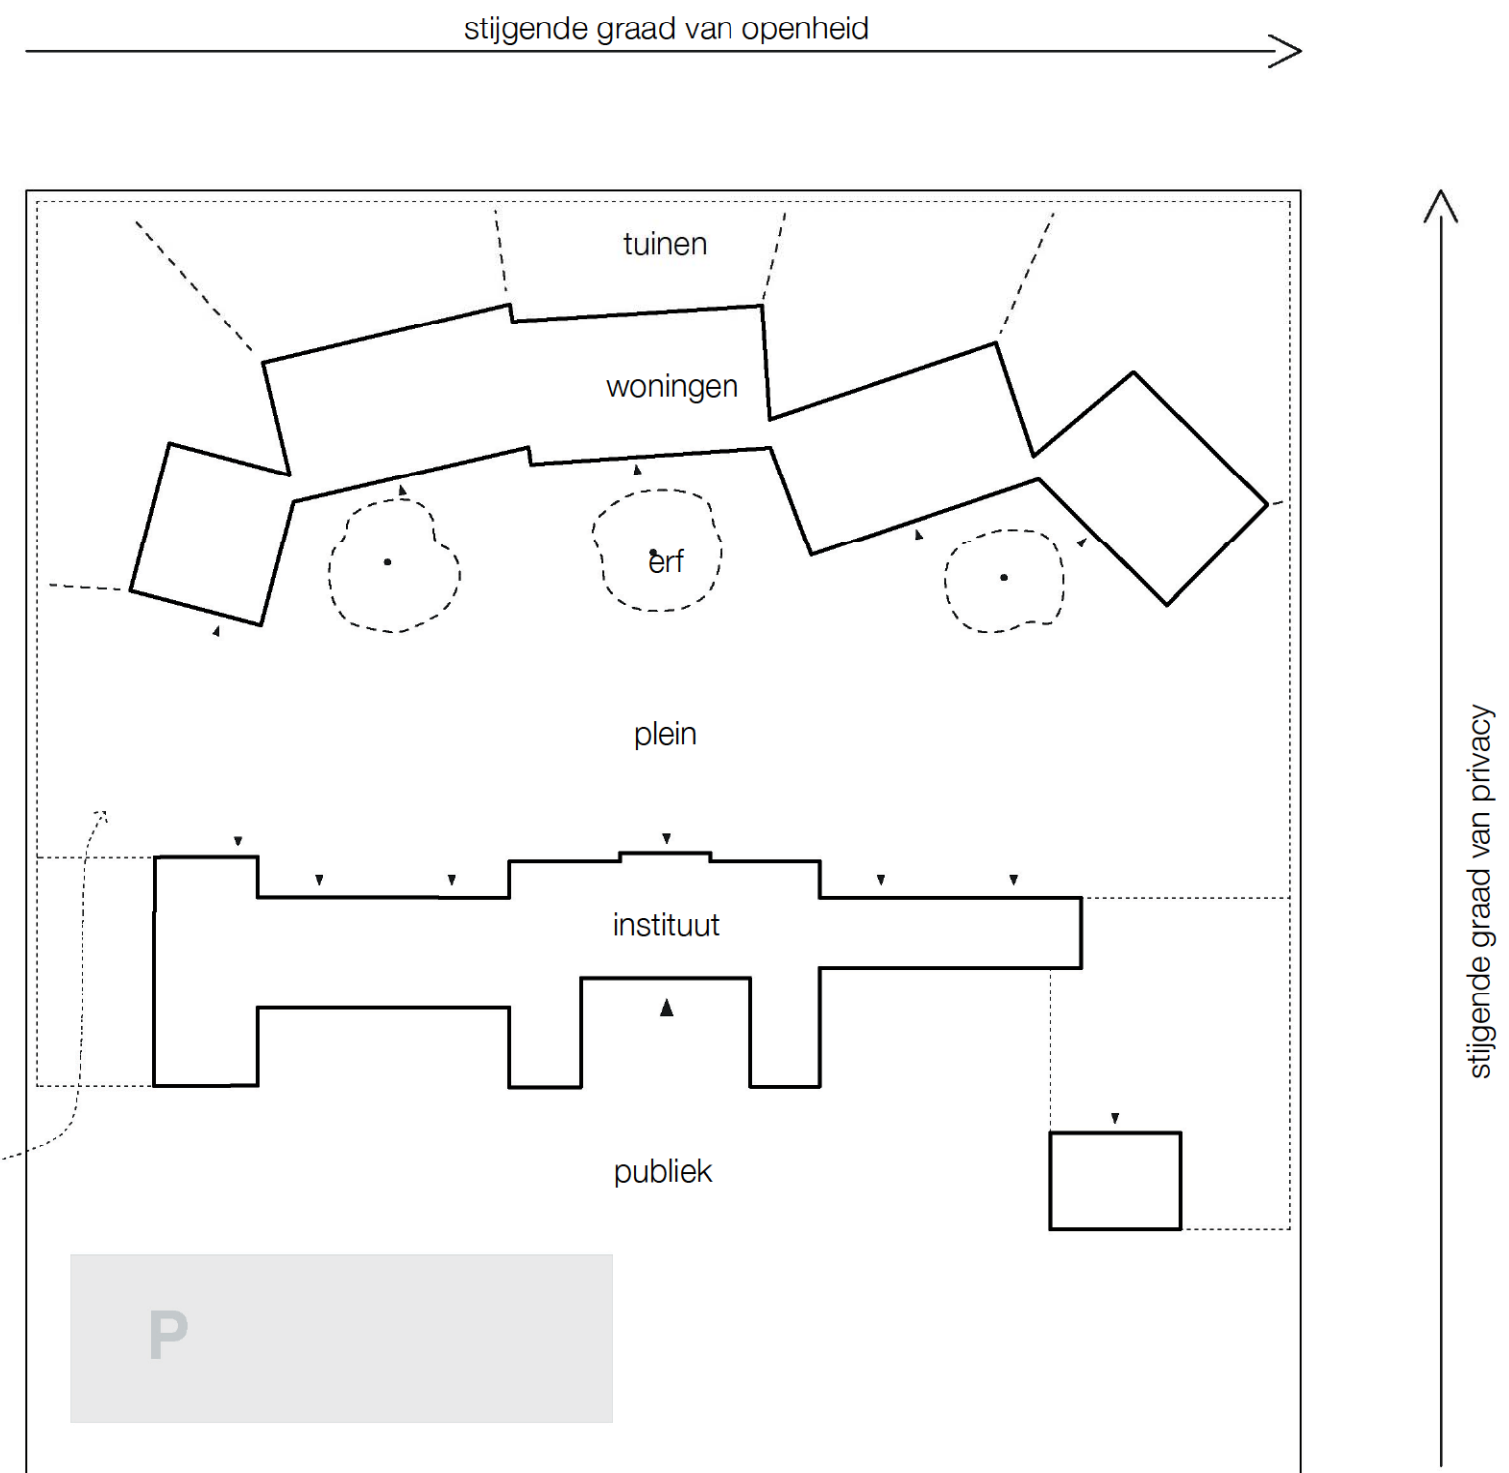 stijgende graad van openheid
tuinen
woningen
erf
plein
instituut
publiek
P
stijgende graad van privacy